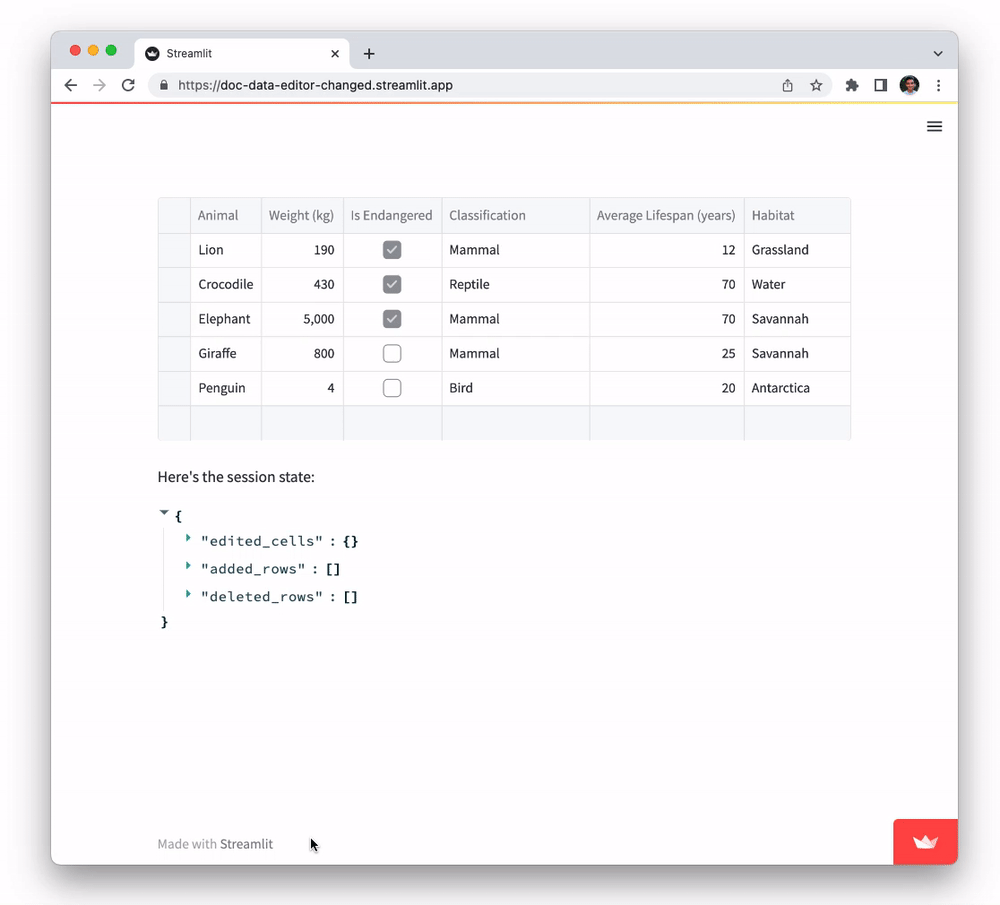 Streamlit
https://doc-data-editor-changed.streamlit.app
Animal Weight (kg) Is Endangered Classification Average Lifespan (years) Habitat
Lion 190 Mammal 12 Grassland
Crocodile 430 Reptile 70 Water
Elephant 5,000 Mammal 70 Savannah
Giraffe 800 Mammal 25 Savannah
Penguin 4 Bird 20 Antarctica
Here's the session state:
{
"edited_cells" : {}
"added_rows" : []
"deleted_rows" : []
}
Made with Streamlit